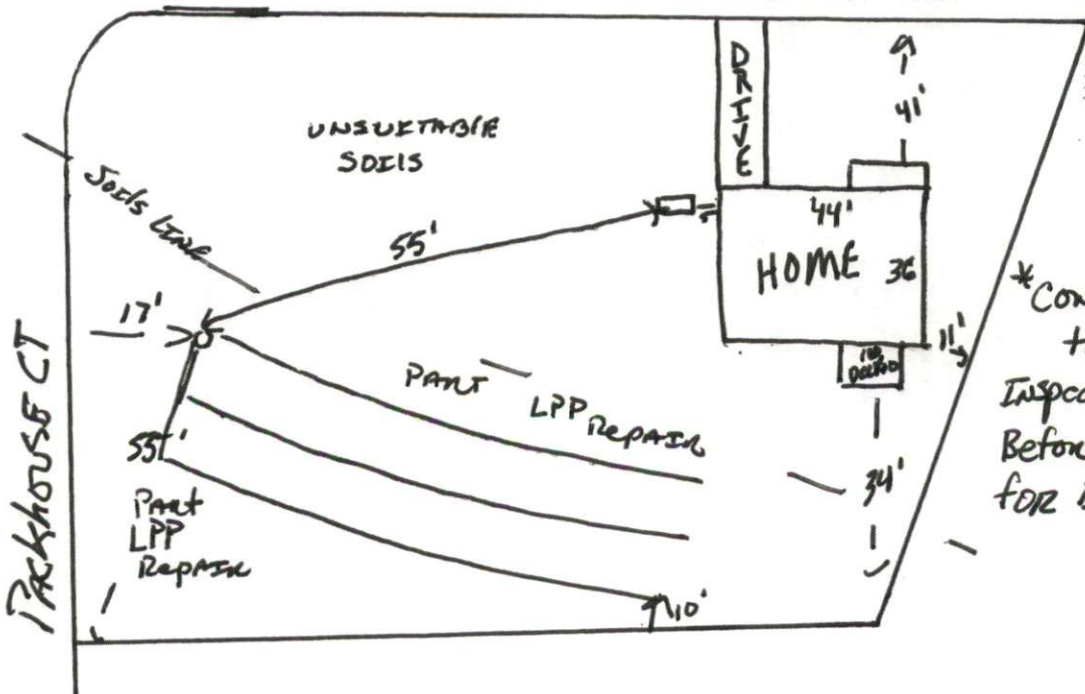 DRIVE
41'
UNSUITABLE
SOILS
SOILS LINE
55'
44'
HOME 36
17'
11'
PACKHOUSE CT
PART
LPP
REPAIR
34'
55'
PART
LPP
REPAIR
10'
* CON
+
INSPEC
BEFOR
FOR